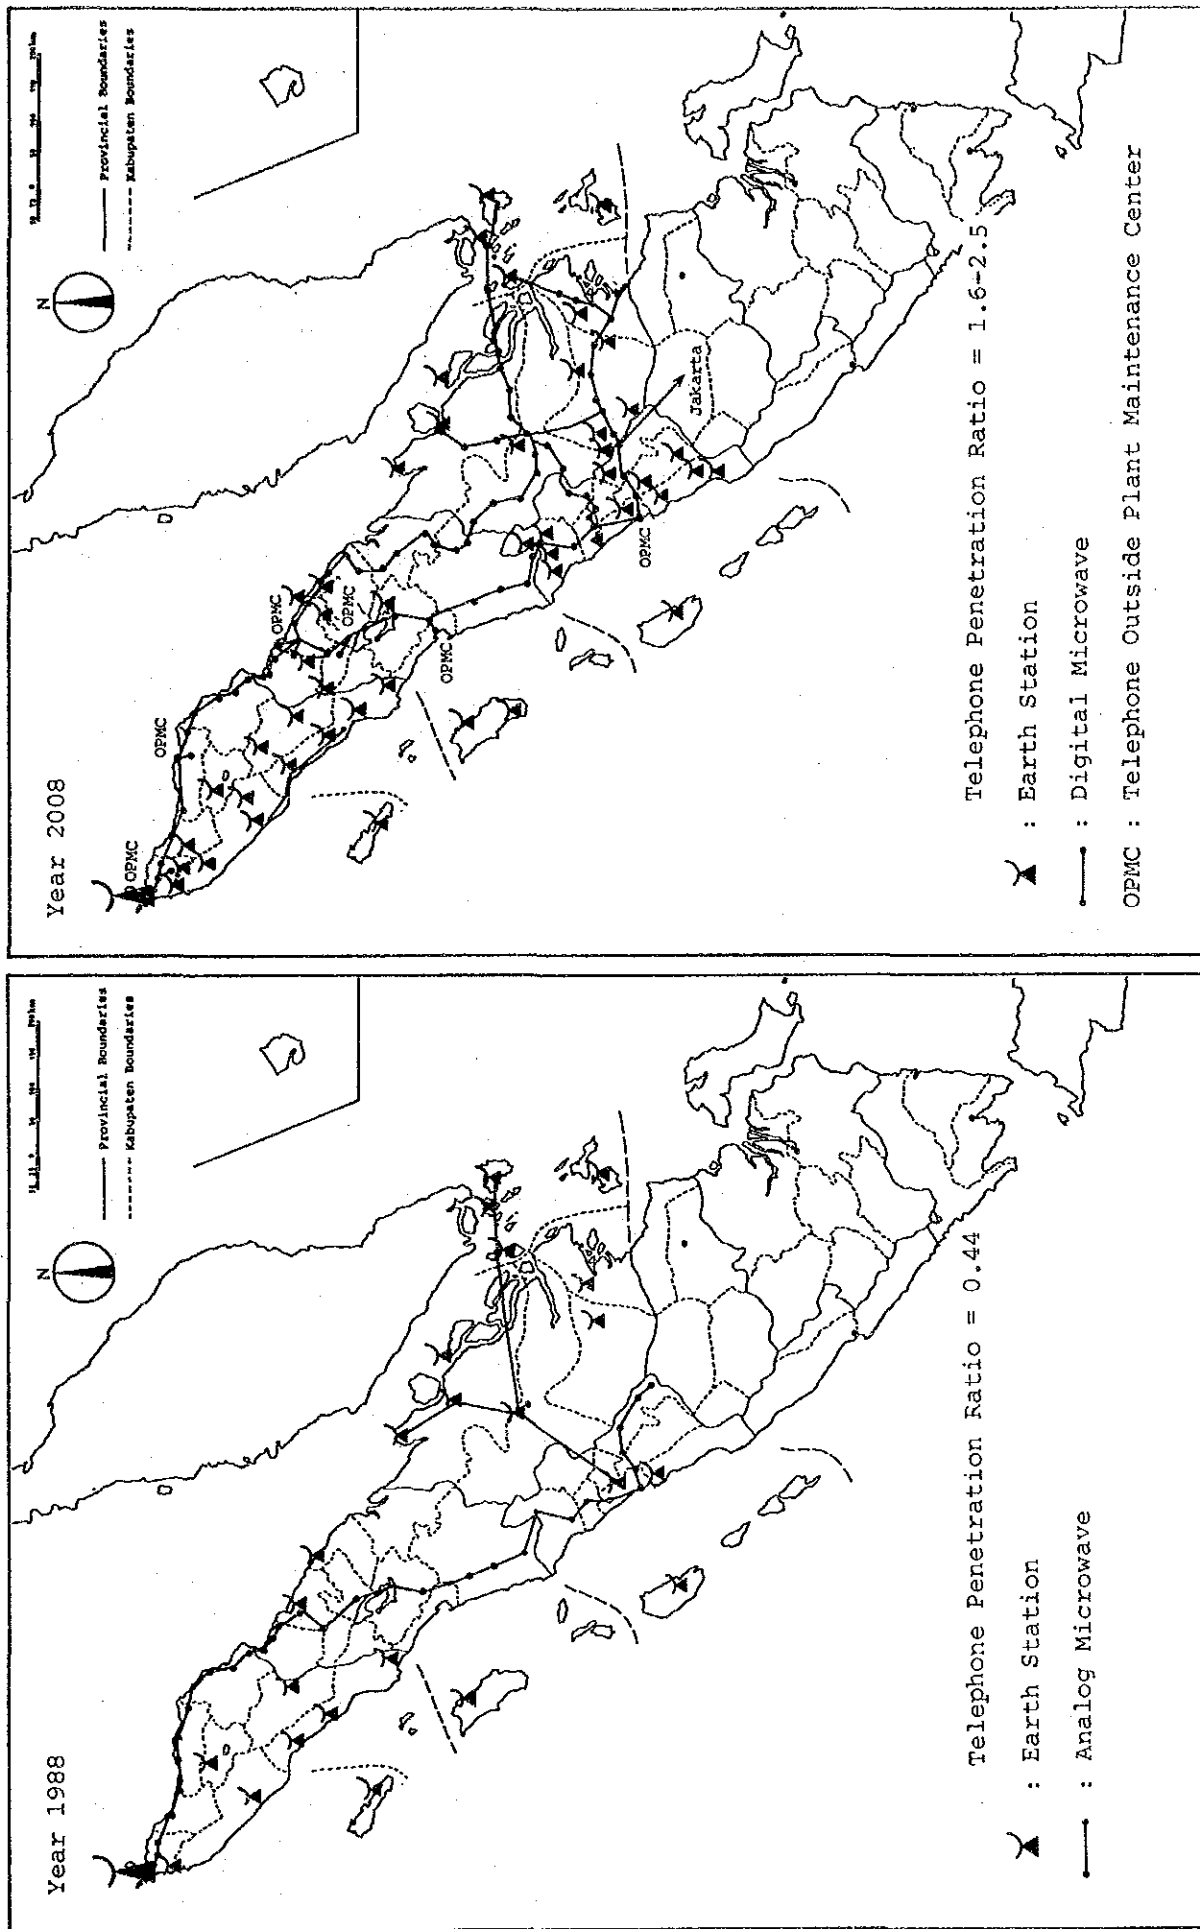 Year 1988
N
Provincial Boundaries
Kabupaten Boundaries
Telephone Penetration Ratio = 0.44
: Earth Station
: Analog Microwave
Year 2008
N
Provincial Boundaries
Kabupaten Boundaries
OPMC
OPMC
OPMC
OPMC
OPMC
OPMC
Jakarta
Telephone Penetration Ratio = 1.6-2.5
: Earth Station
: Digital Microwave
OPMC : Telephone Outside Plant Maintenance Center